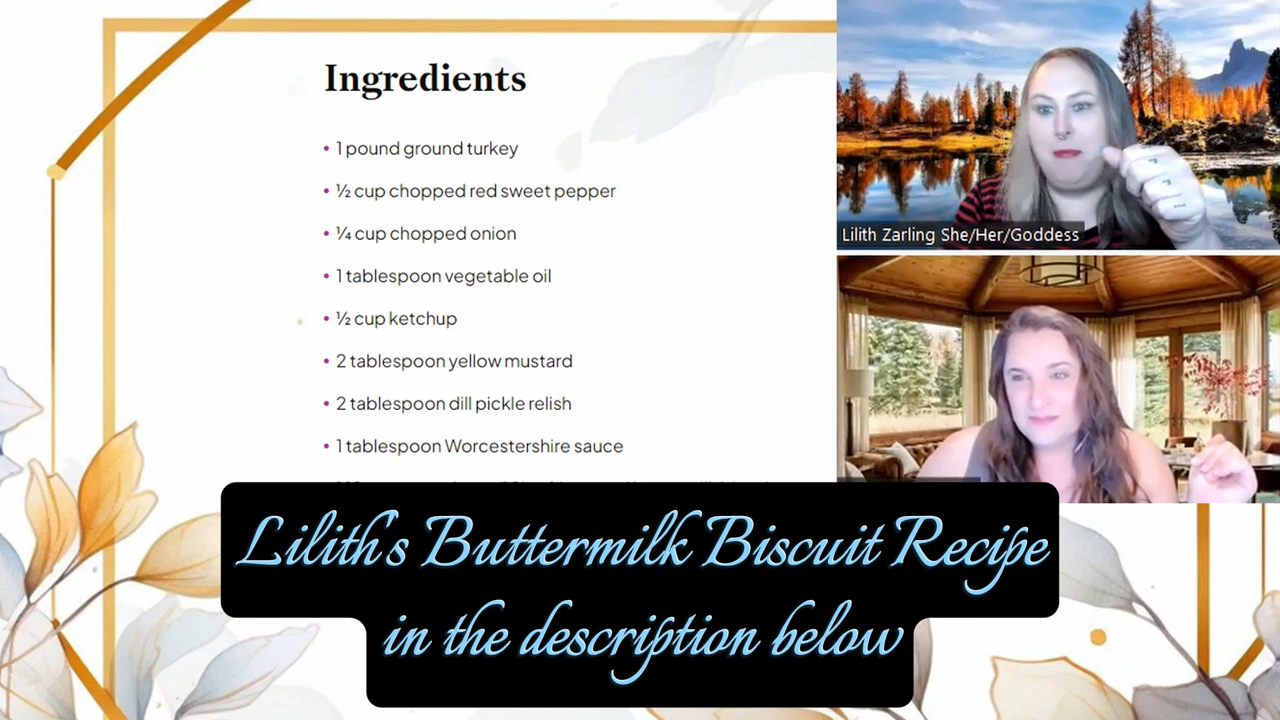 Ingredients
• 1 pound ground turkey
• ½ cup chopped red sweet pepper
• ¼ cup chopped onion
• 1 tablespoon vegetable oil
• ½ cup ketchup
• 2 tablespoon yellow mustard
• 2 tablespoon dill pickle relish
• 1 tablespoon Worcestershire sauce
Lilith Zarling She/Her/Goddess
Lilith's Buttermilk Biscuit Recipe
in the description below